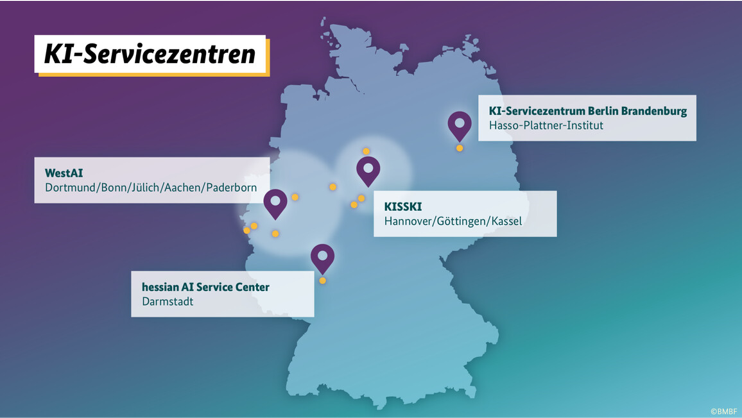 KI-Servicezentren
KI-Servicezentrum Berlin Brandenburg
Hasso-Plattner-Institut
WestAI
Dortmund/Bonn/Jülich/Aachen/Paderborn
KISSKI
Hannover/Göttingen/Kassel
hessian AI Service Center
Darmstadt
©BMBF